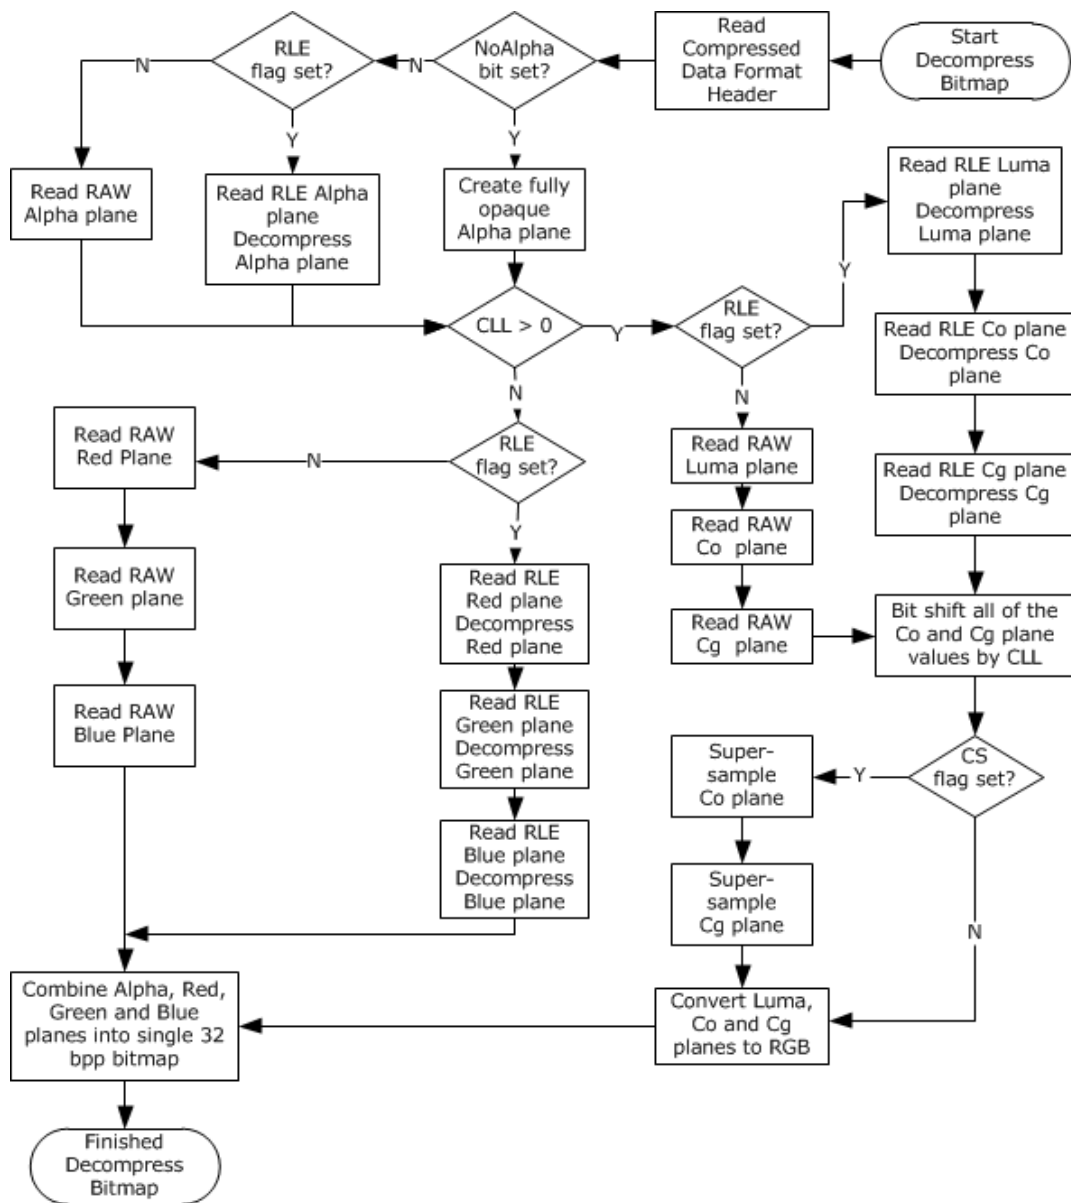 RLE
flag set?
N
Y
NoAlpha
bit set?
N
Y
Read
Compressed
Data Format
Header
Start
Decompress
Bitmap
Read RAW
Alpha plane
Read RLE Alpha
plane
Decompress
Alpha plane
Create fully
opaque
Alpha plane
Read RLE Luma
plane
Decompress
Luma plane
CLL > 0
Y
N
RLE
flag set?
Y
N
Read RLE Co plane
Decompress Co
plane
Read RAW
Red Plane
N
RLE
flag set?
Y
Read RAW
Luma plane
Read RLE Cg plane
Decompress Cg
plane
Read RAW
Co plane
Read RAW
Green plane
Read RLE
Red plane
Decompress
Red plane
Read RAW
Cg plane
Bit shift all of the
Co and Cg plane
values by CLL
Read RAW
Blue Plane
Read RLE
Green plane
Decompress
Green plane
Super-
sample
Co plane
Y
CS
flag set?
N
Read RLE
Blue plane
Decompress
Blue plane
Super-
sample
Cg plane
Combine Alpha, Red,
Green and Blue
planes into single 32
bpp bitmap
Convert Luma,
Co and Cg
planes to RGB
Finished
Decompress
Bitmap